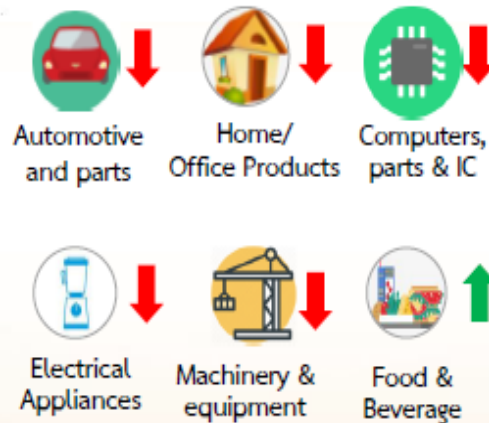 Automotive
and parts
Home/
Office Products
Computers,
parts & IC
Electrical
Appliances
Machinery &
equipment
Food &
Beverage